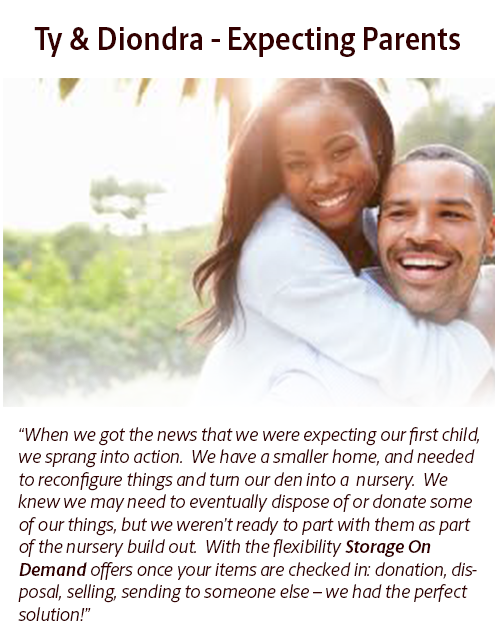 Ty & Diondra - Expecting Parents
“When we got the news that we were expecting our first child,
we sprang into action.  We have a smaller home, and needed
to reconfigure things and turn our den into a  nursery.  We
knew we may need to eventually dispose of or donate some
of our things, but we weren't ready to part with them as part
of the nursery build out.  With the flexibility Storage On
Demand offers once your items are checked in: donation, dis-
posal, selling, sending to someone else – we had the perfect
solution!”